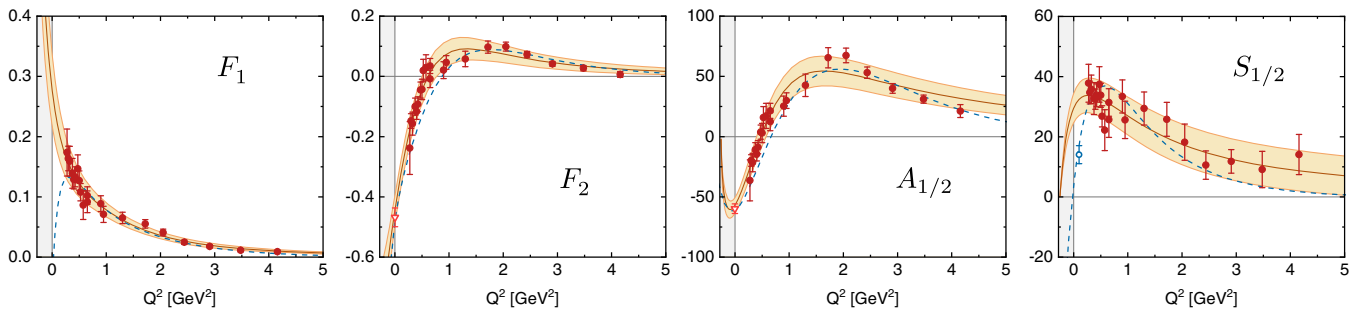 0.4 0.3 0.2 0.1 0.0
F1
0 1 2 3 4 5
Q² [GeV²]
0.2 0.0 -0.2 -0.4 -0.6
F2
0 1 2 3 4 5
Q² [GeV²]
100 50 0 -50 -100
A1/2
0 1 2 3 4 5
Q² [GeV²]
60 40 20 0 -20
S1/2
0 1 2 3 4 5
Q² [GeV²]